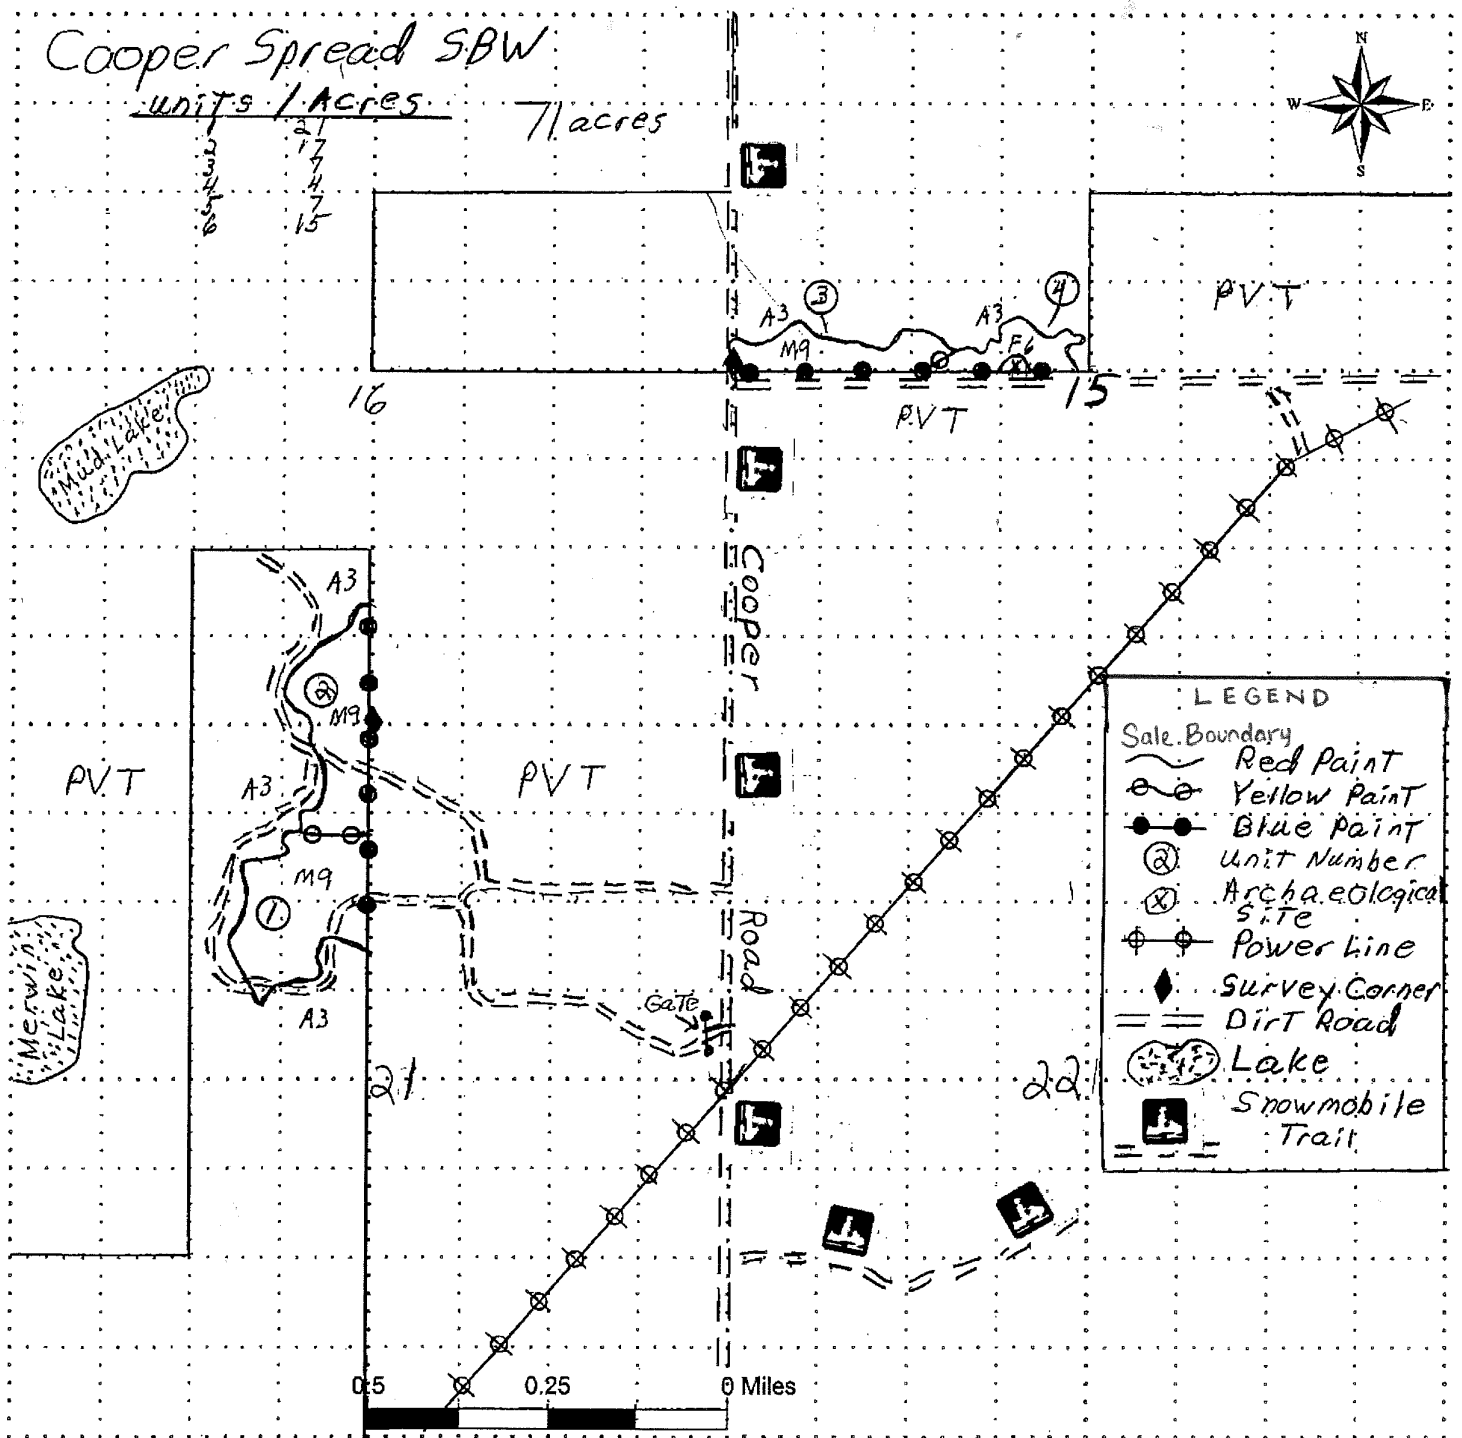 Cooper Spread SBW
units / Acres
71 acres
1 21
2 17
3 7
4 4
5 7
6 15
N
W E
S
PVT
A3
3
A3
4
M9
F6
X
16
15
PVT
Mud Lake
Cooper
A3
2
M9
PVT
A3
PVT
M9
1
Merwin
Lake
A3
Road
Gate
21
22
LEGEND
Sale Boundary
Red Paint
Yellow Paint
Blue Paint
2 Unit Number
X Archaeological
Site
Power Line
Survey Corner
Dirt Road
Lake
Snowmobile
Trail
0.5 0.25 0 Miles